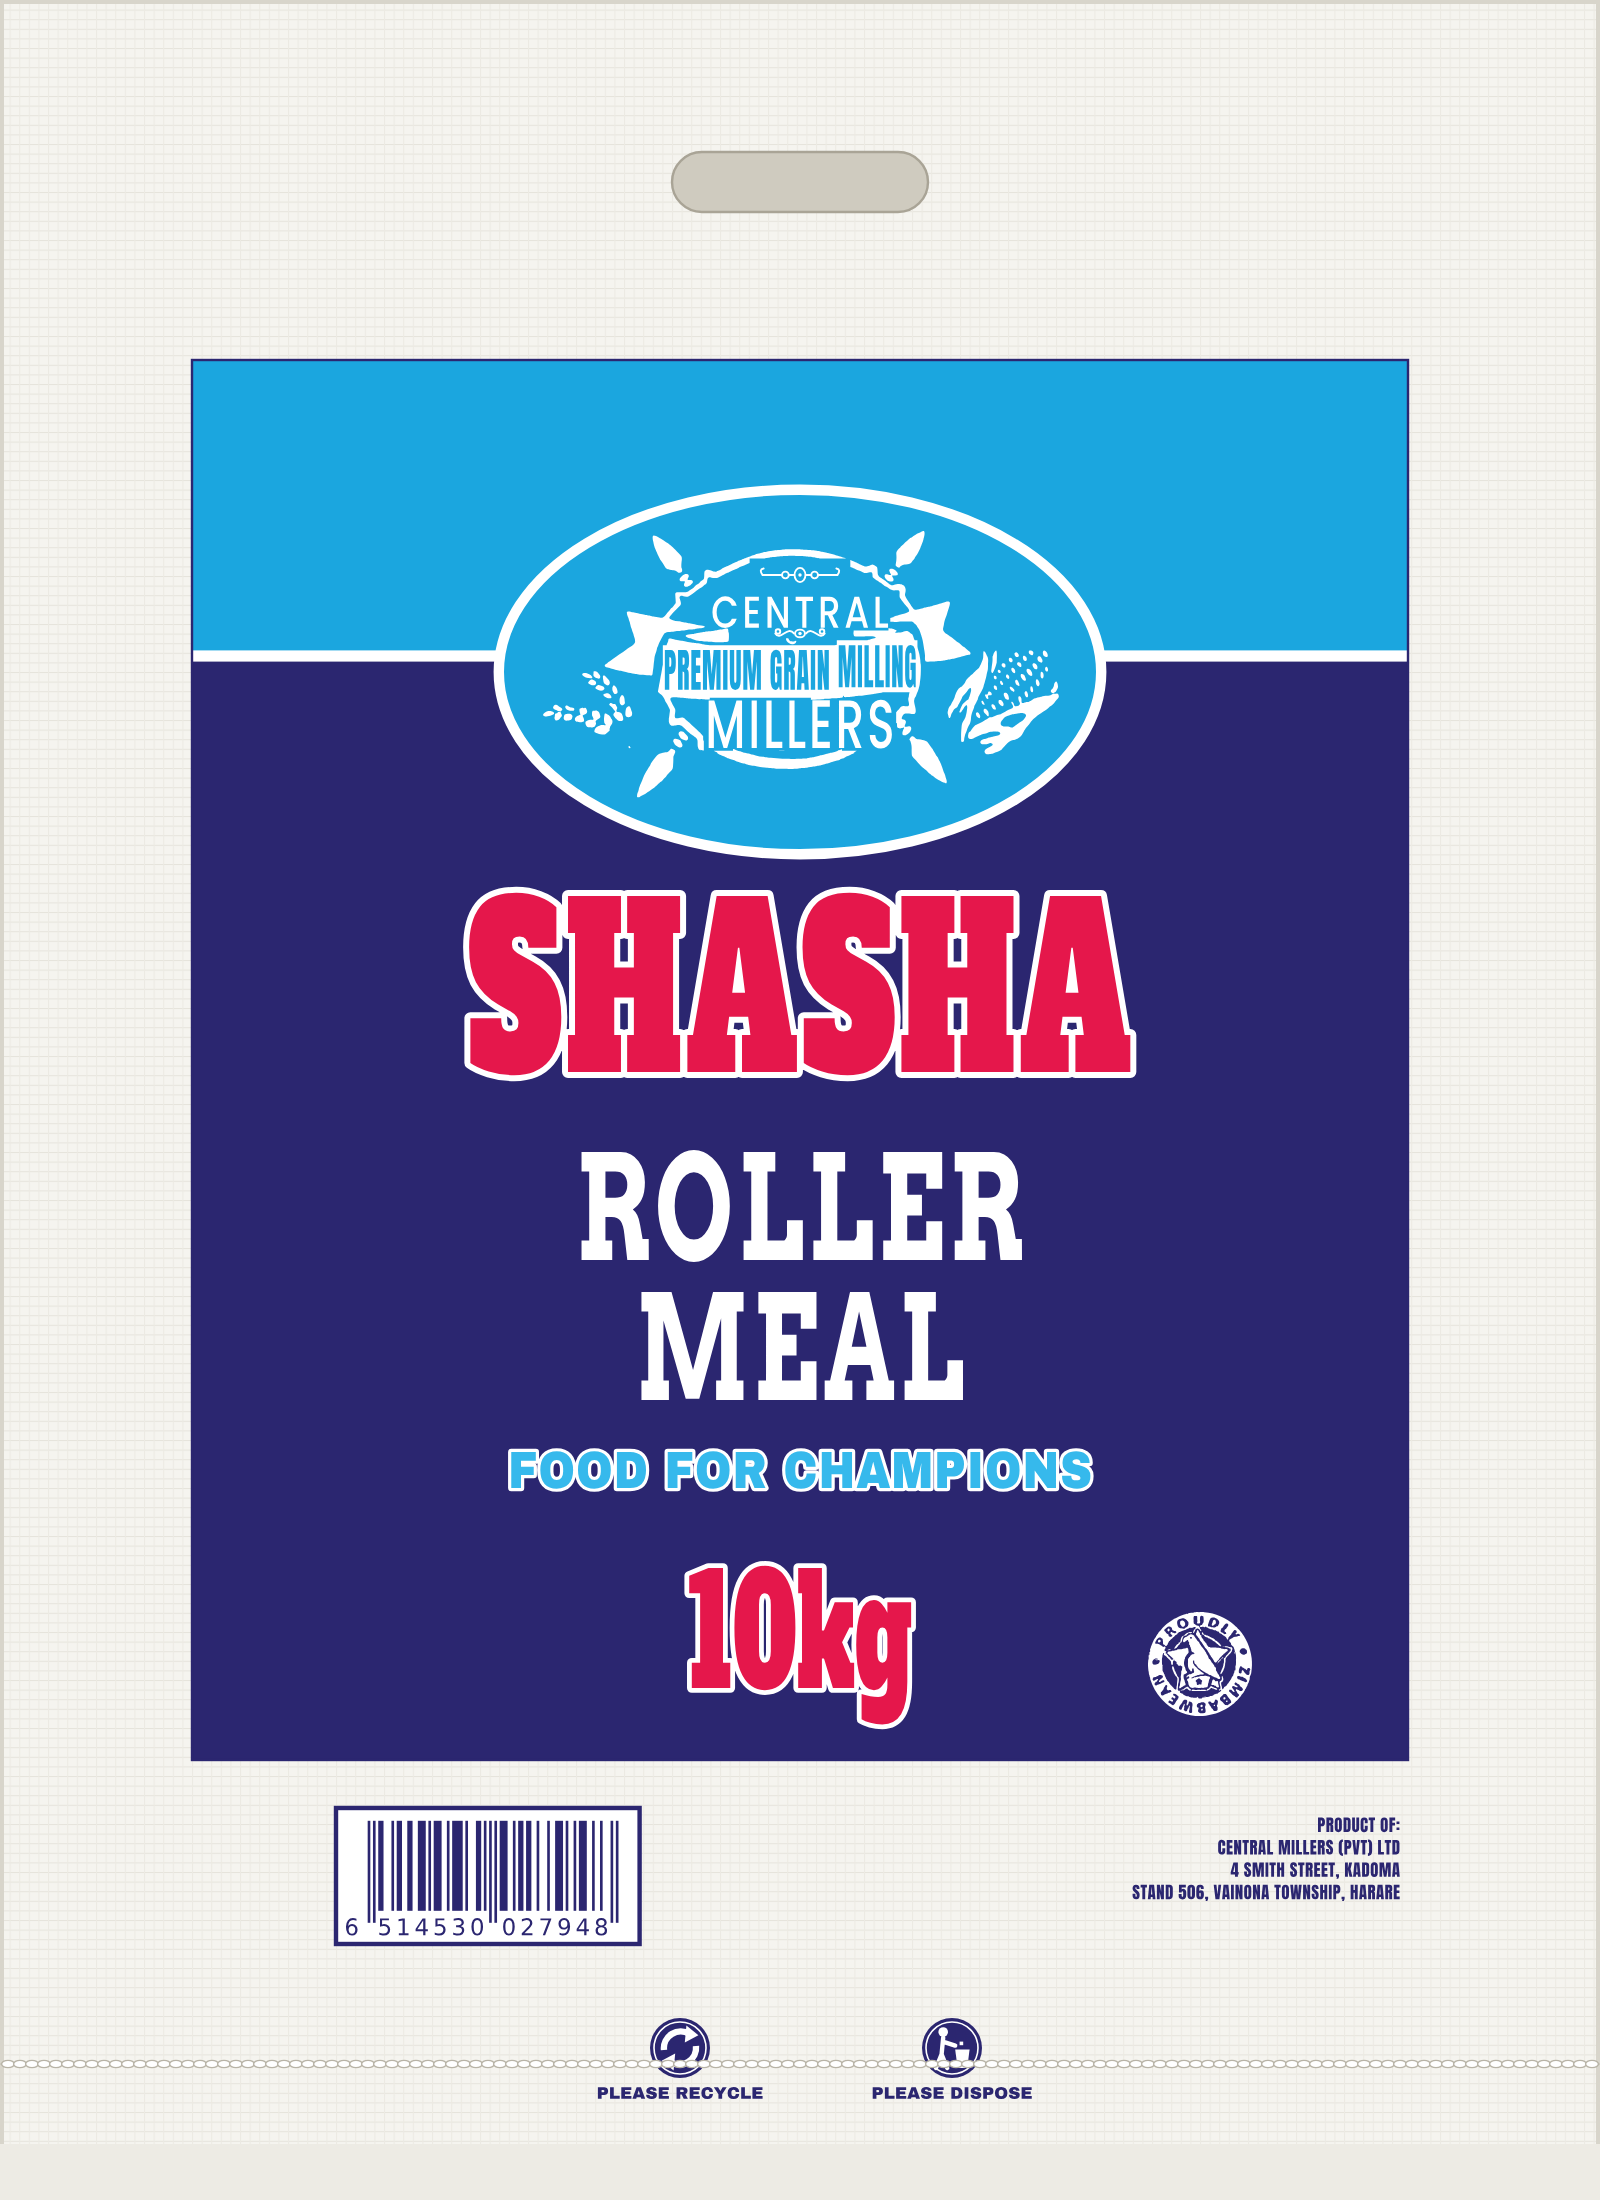 CENTRAL
PREMIUM GRAIN MILLING
MILLERS
SHASHA
ROLLER
MEAL
FOOD FOR CHAMPIONS
10kg
PROUDLY
ZIMBABWEAN
6 514530 027948
PRODUCT OF:
CENTRAL MILLERS (PVT) LTD
4 SMITH STREET, KADOMA
STAND 506, VAINONA TOWNSHIP, HARARE
PLEASE RECYCLE
PLEASE DISPOSE